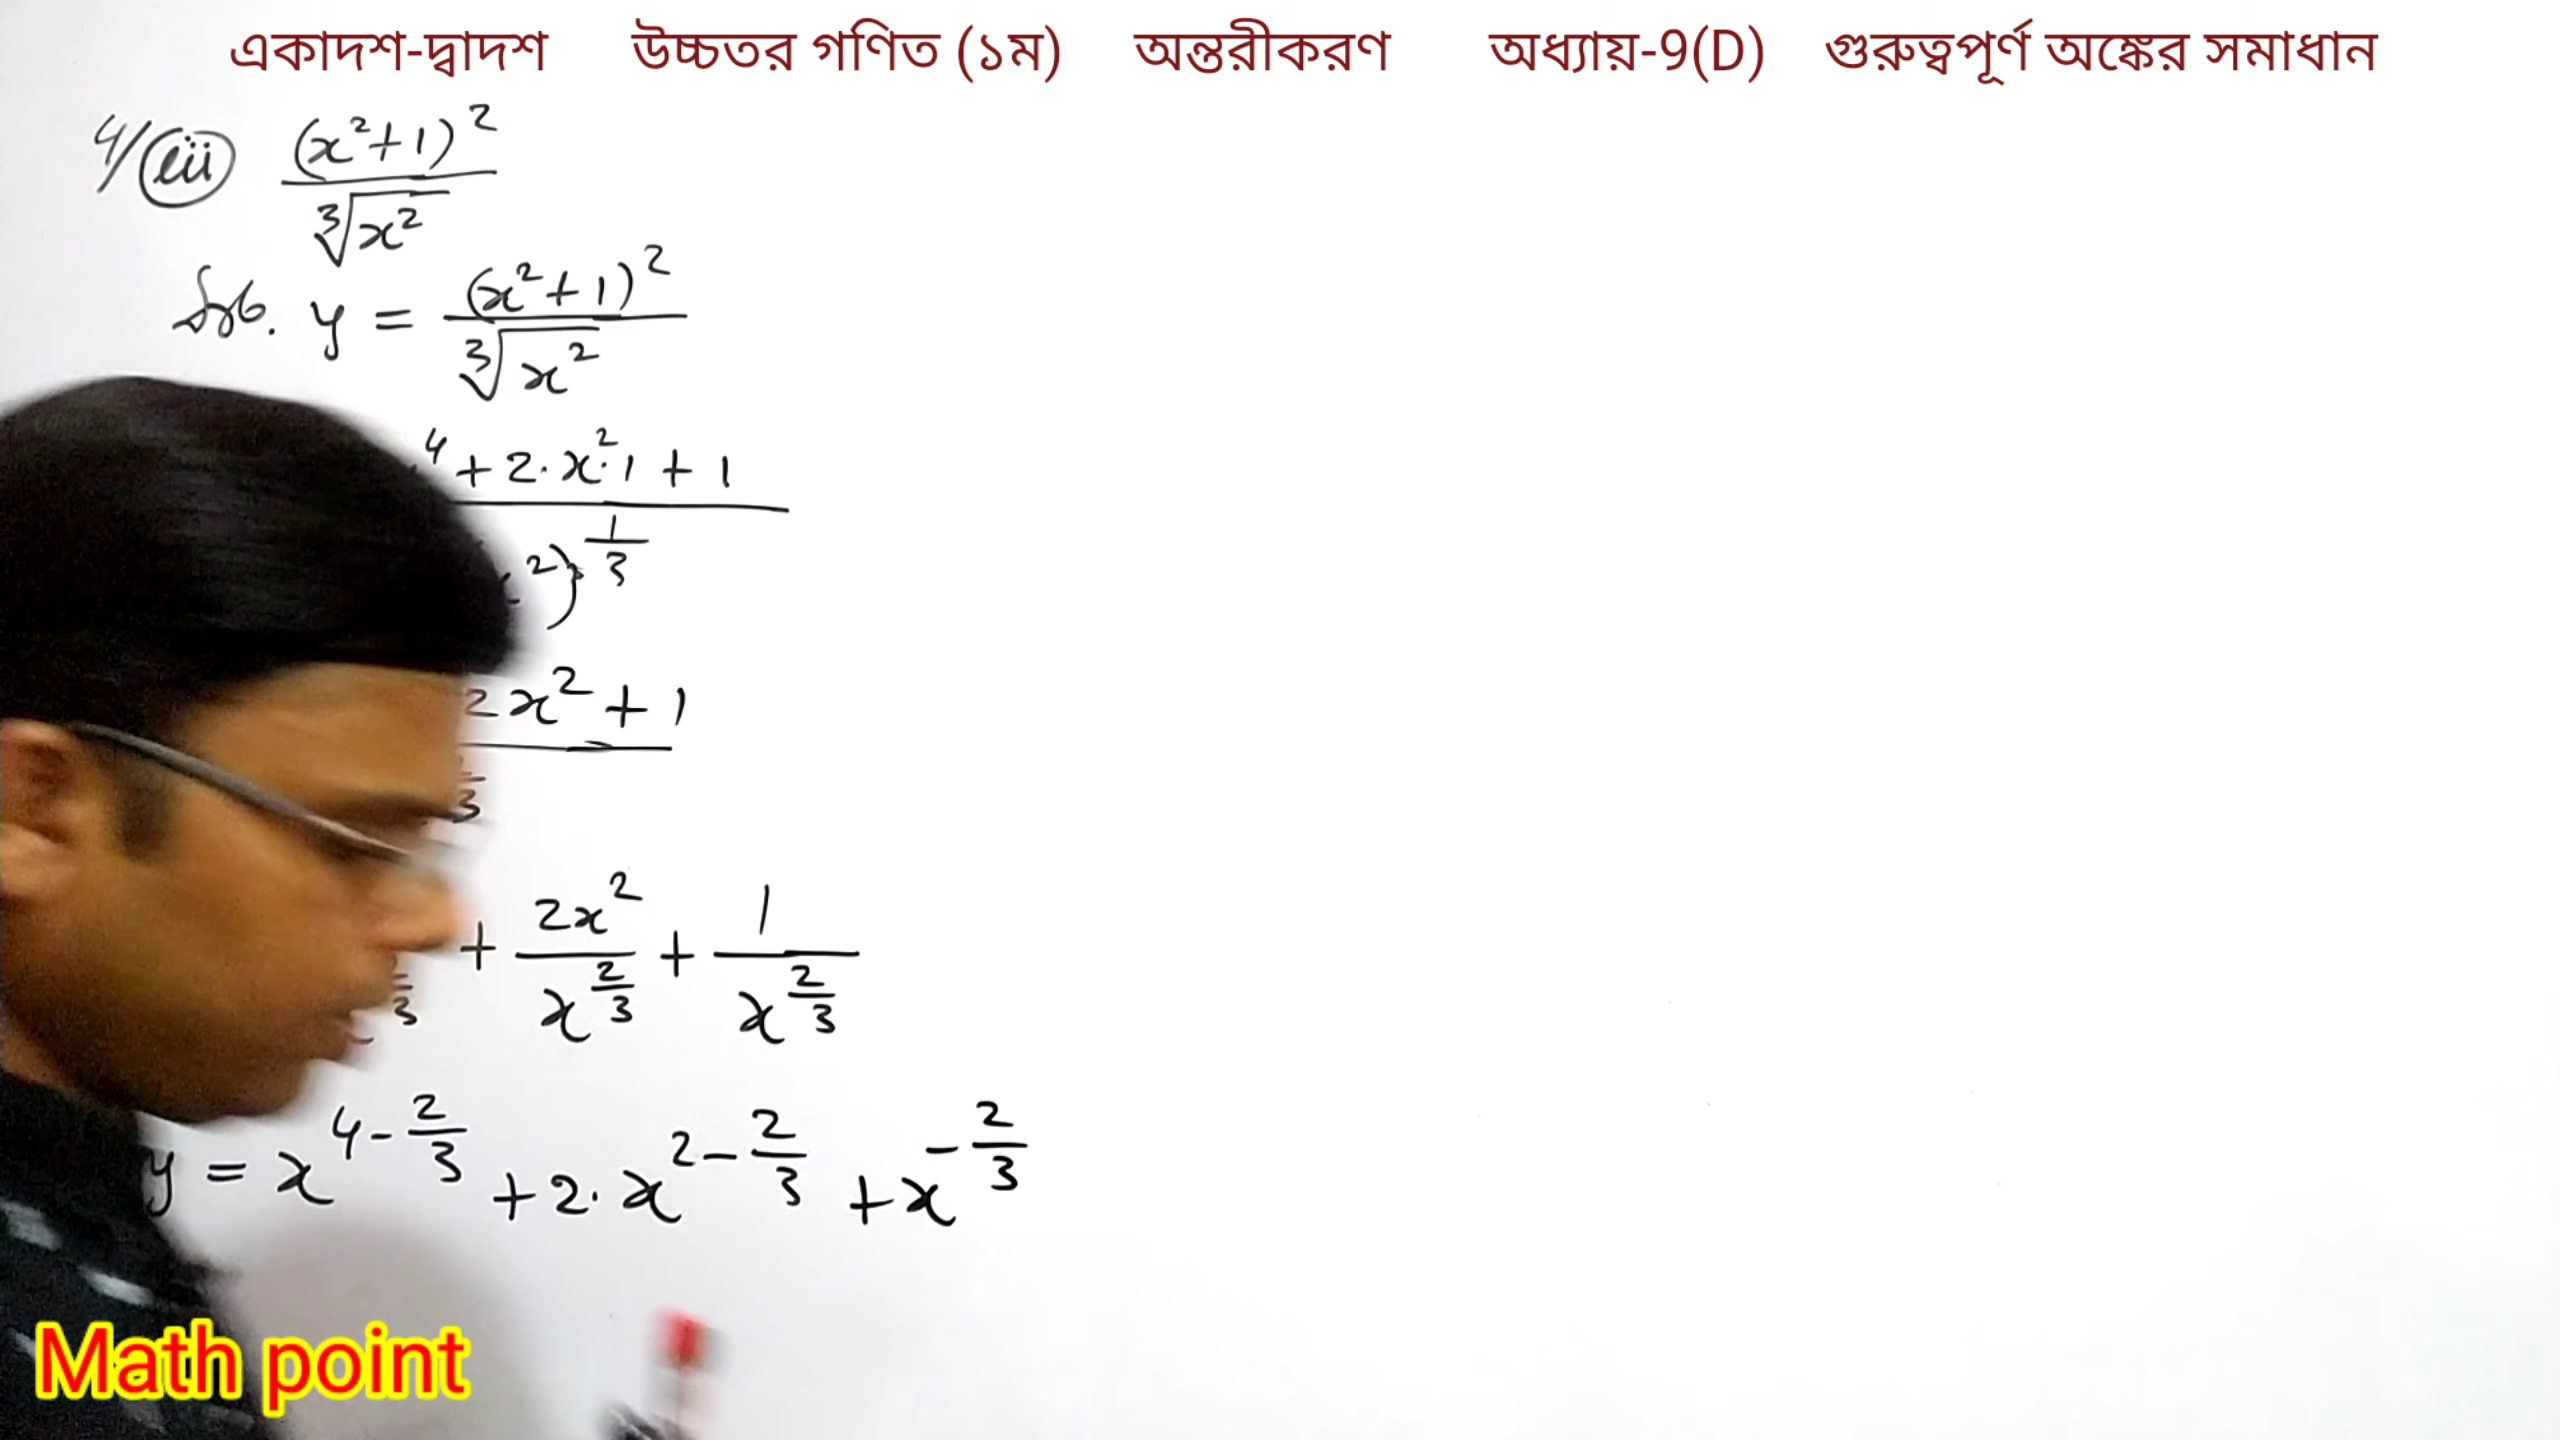 একাদশ-দ্বাদশ উচ্চতর গণিত (১ম) অন্তরীকরণ অধ্যায়-9(D) গুরুত্বপূর্ণ অঙ্কের সমাধান
4/(iii) (x²+1)² / ∛x²
y = (x²+1)² / ∛x²
⁴ + 2·x²·1 + 1
²)^(1/3)
2x² + 1
3
+ 2x²/x^(2/3) + 1/x^(2/3)
3
y = x^(4-2/3) + 2·x^(2-2/3) + x^(-2/3)
Math point